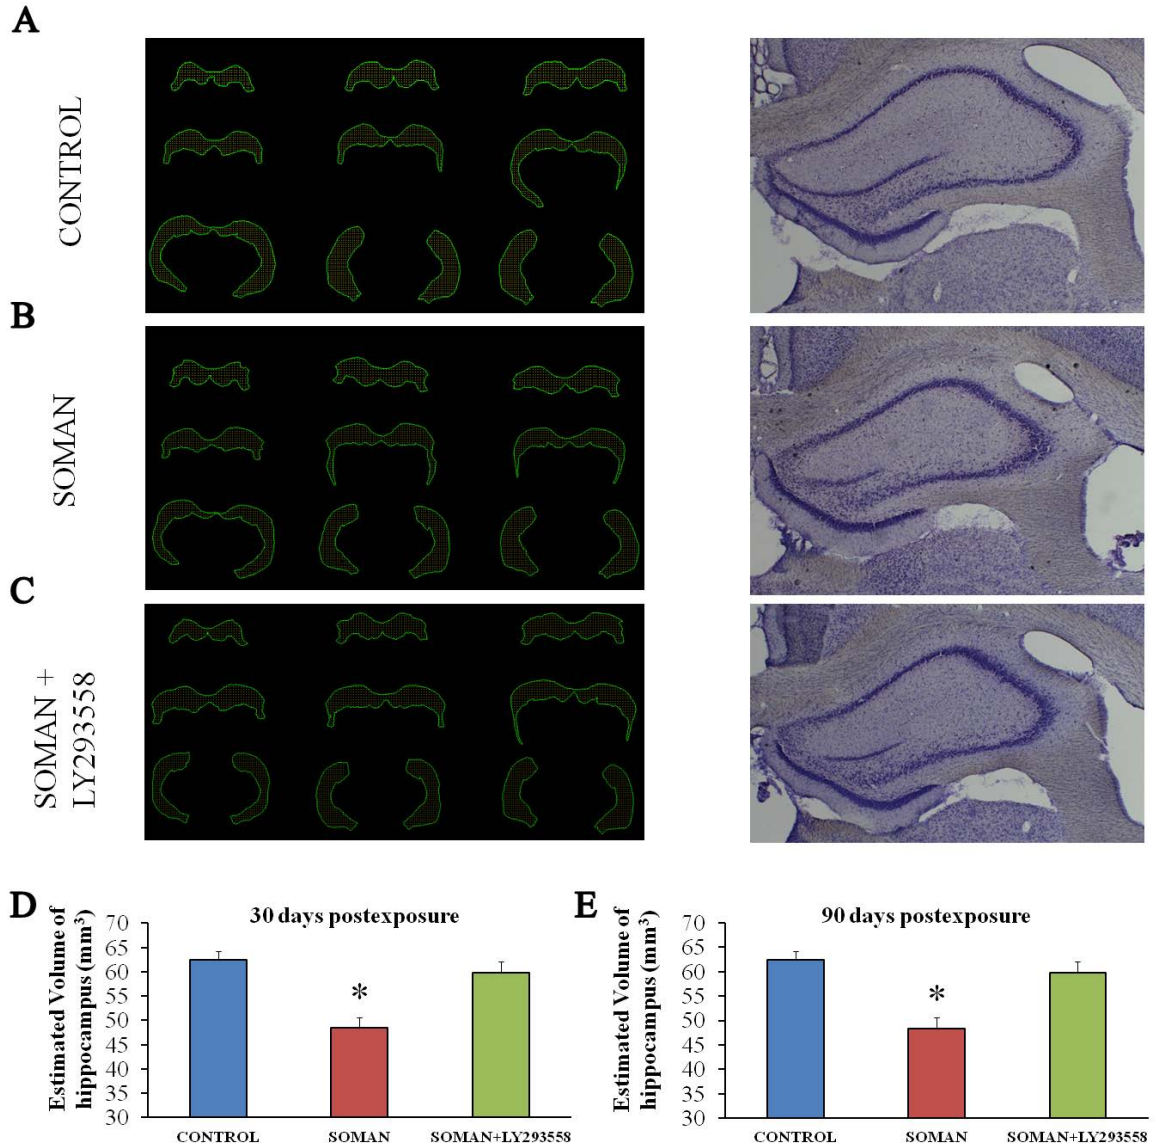 A
CONTROL
B
SOMAN
C
SOMAN +
LY293558
D
Estimated Volume of
hippocampus (mm³)
30 days postexposure
70
65
60
55
50
45
40
35
30
*
CONTROL
SOMAN
SOMAN+LY293558
E
Estimated Volume of
hippocampus (mm³)
90 days postexposure
70
65
60
55
50
45
40
35
30
*
CONTROL
SOMAN
SOMAN+LY293558